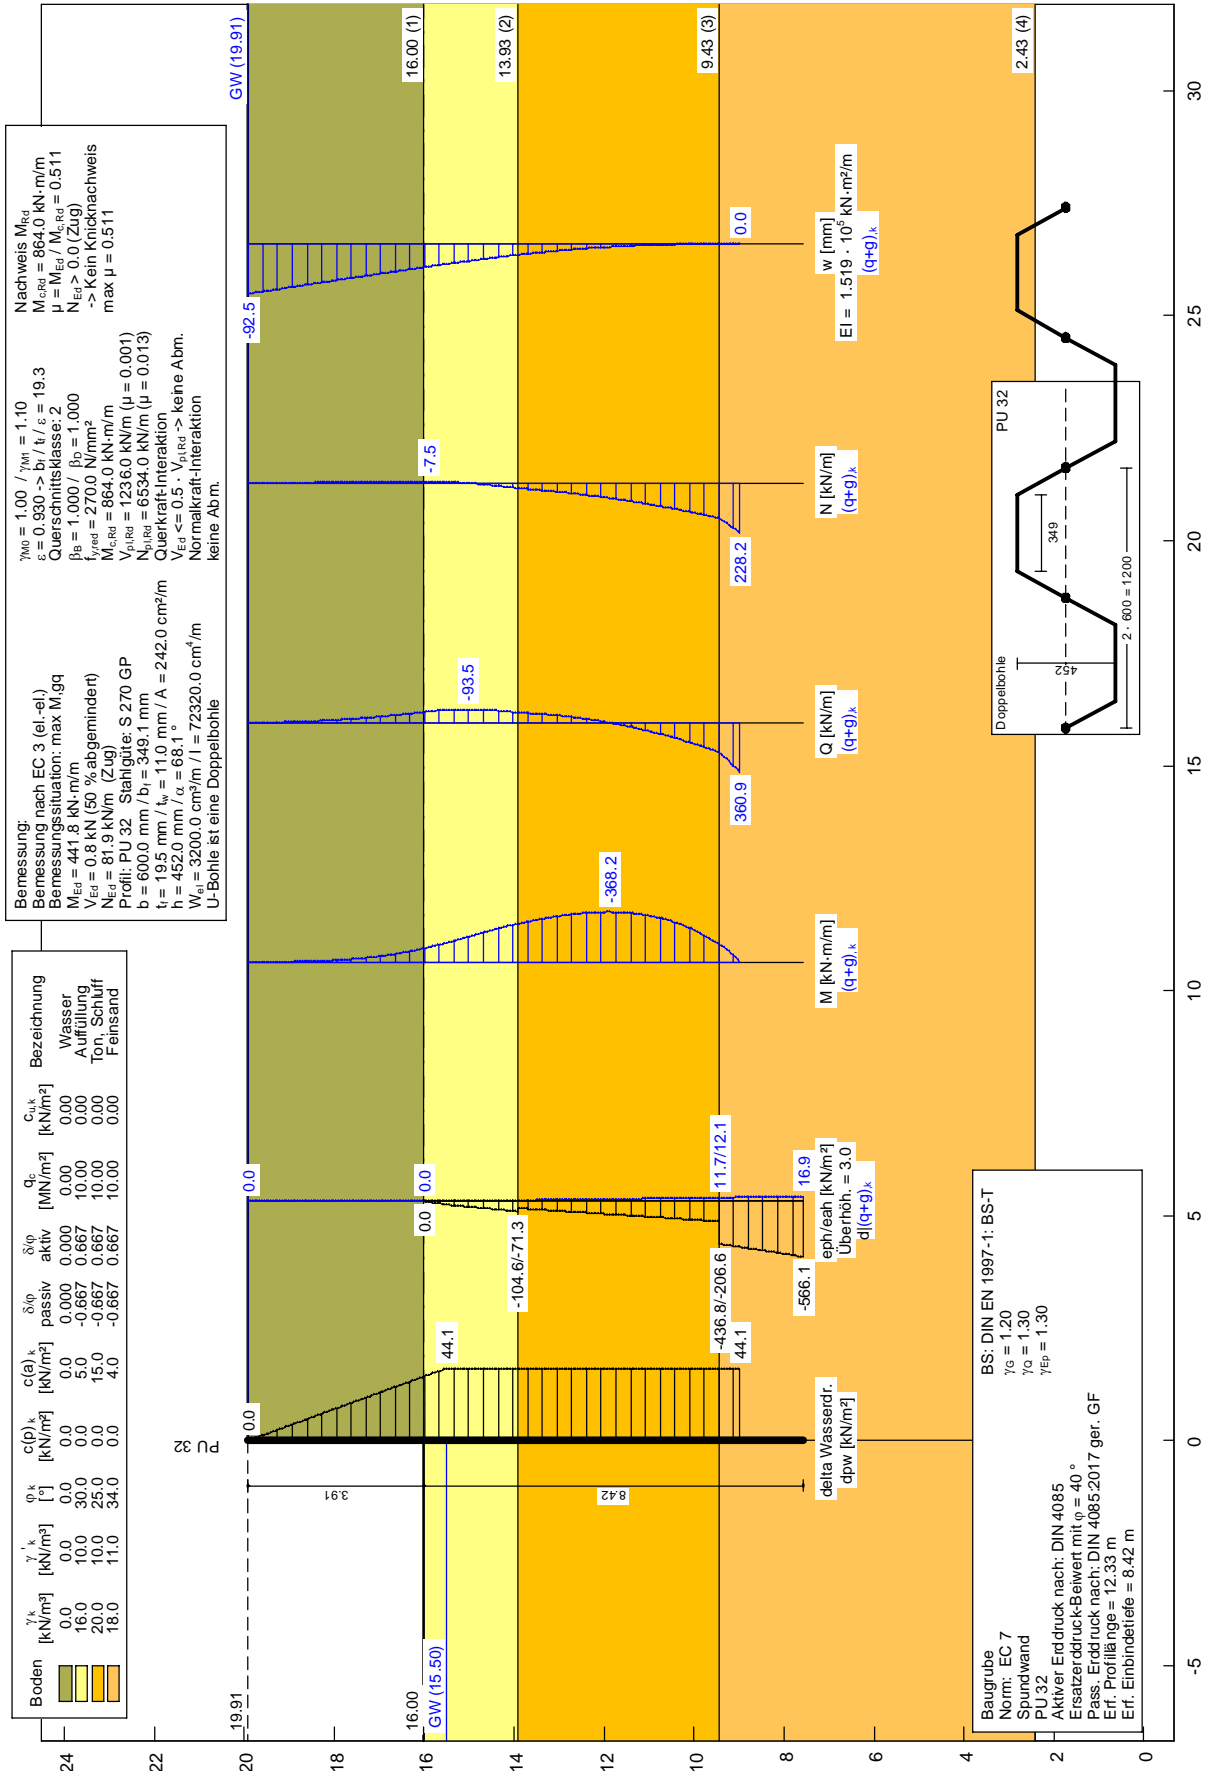 Boden γk [kN/m³] γ'k [kN/m³] φk [°] c(p)k [kN/m²] c(a)k [kN/m²] δ/φ passiv δ/φ aktiv qc [MN/m²] cu,k [kN/m²] Bezeichnung
0.0 0.0 0.0 0.0 0.0 0.000 0.000 0.00 0.00 Wasser
16.0 10.0 30.0 0.0 5.0 -0.667 0.667 10.00 0.00 Auffüllung
20.0 10.0 25.0 0.0 15.0 -0.667 0.667 10.00 0.00 Ton, Schluff
18.0 11.0 34.0 0.0 4.0 -0.667 0.667 10.00 0.00 Feinsand
Bemessung:
Bemessung nach EC 3 (el.-el.)
Bemessungssituation: max M,gq
MEd = 441.8 kN·m/m
VEd = 0.8 kN (50 % abgemindert)
NEd = 81.9 kN/m (Zug)
Profil: PU 32 Stahlgüte: S 270 GP
b = 600.0 mm / bf = 349.1 mm
tf = 19.5 mm / tw = 11.0 mm / A = 242.0 cm²/m
h = 452.0 mm / α = 68.1 °
Wel = 3200.0 cm³/m / I = 72320.0 cm⁴/m
U-Bohle ist eine Doppelbohle
γM0 = 1.00 / γM1 = 1.10
ε = 0.930 -> bf / tf / ε = 19.3
Querschnittsklasse: 2
βB = 1.000 / βD = 1.000
fy,red = 270.0 N/mm²
Mc,Rd = 864.0 kN·m/m
Vpl,Rd = 1236.0 kN/m (μ = 0.001)
Npl,Rd = 6534.0 kN/m (μ = 0.013)
Querkraft-Interaktion
VEd <= 0.5 · Vpl,Rd -> keine Abm.
Normalkraft-Interaktion
keine Abm.
Nachweis MRd
Mc,Rd = 864.0 kN·m/m
μ = MEd / Mc,Rd = 0.511
NEd > 0.0 (Zug)
-> Kein Knicknachweis
max μ = 0.511
PU 32
19.91
16.00
GW (15.50)
3.91
8.42
0.0
44.1
44.1
delta Wasserdr.
dpw [kN/m²]
0.0
0.0
0.0
-104.6/-71.3
-436.8/-206.6
-566.1
11.7/12.1
16.9
eph/eah [kN/m²]
Überhöh. = 3.0
d|(q+g),k
-368.2
M [kN·m/m]
(q+g),k
-93.5
360.9
Q [kN/m]
(q+g),k
-7.5
228.2
N [kN/m]
(q+g),k
-92.5
0.0
w [mm]
EI = 1.519 · 10⁵ kN·m²/m
(q+g),k
GW (19.91)
16.00 (1)
13.93 (2)
9.43 (3)
2.43 (4)
Baugrube
Norm: EC 7
Spundwand
PU 32
Aktiver Erddruck nach: DIN 4085
Ersatzerddruck-Beiwert mit φ = 40 °
Pass. Erddruck nach: DIN 4085:2017 ger. GF
Erf. Profillänge = 12.33 m
Erf. Einbindetiefe = 8.42 m
BS: DIN EN 1997-1: BS-T
γG = 1.20
γQ = 1.30
γEp = 1.30
Doppelbohle
PU 32
452
349
2 · 600 = 1200
24
22
20
18
16
14
12
10
8
6
4
2
0
-5
0
5
10
15
20
25
30